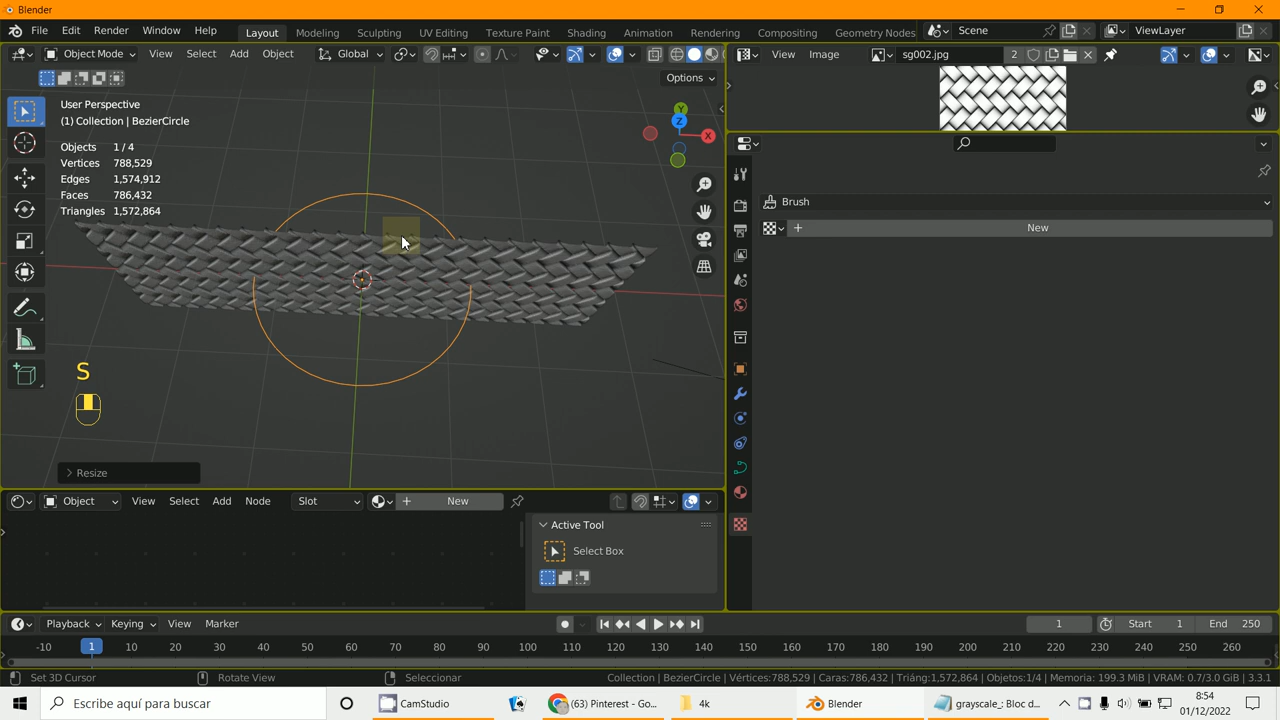 Blender
File Edit Render Window Help Layout Modeling Sculpting UV Editing Texture Paint Shading Animation Rendering Compositing Geometry Nodes Scene ViewLayer
Object Mode View Select Add Object Global View Image sg002.jpg 2
Options
User Perspective
(1) Collection | BezierCircle
Objects 1 / 4
Vertices 788,529
Edges 1,574,912
Faces 786,432
Triangles 1,572,864
Y
Z
X
Brush
New
S
Resize
Object View Select Add Node Slot New
Active Tool
Select Box
Playback Keying View Marker 1 Start 1 End 250
-10 1 10 20 30 40 50 60 70 80 90 100 110 120 130 140 150 160 170 180 190 200 210 220 230 240 250 260
Set 3D Cursor Rotate View Seleccionar Collection | BezierCircle | Vértices:788,529 | Caras:786,432 | Triáng:1,572,864 | Objetos:1/4 | Memoria: 199.3 MiB | VRAM: 0.7/3.0 GiB | 3.3.1
Escribe aquí para buscar CamStudio (63) Pinterest - Go... 4k Blender grayscale_: Bloc d... 8:54
01/12/2022